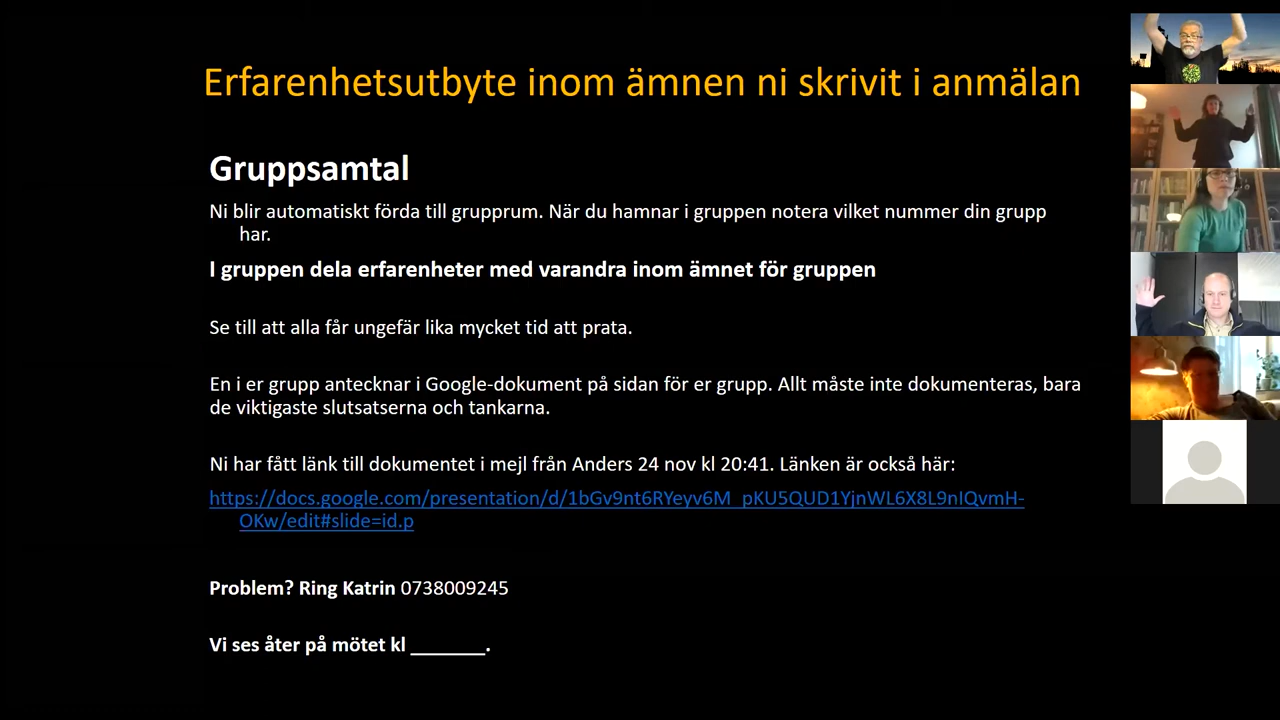 Erfarenhetsutbyte inom ämnen ni skrivit i anmälan
Gruppsamtal
Ni blir automatiskt förda till grupprum. När du hamnar i gruppen notera vilket nummer din grupp
har.
I gruppen dela erfarenheter med varandra inom ämnet för gruppen
Se till att alla får ungefär lika mycket tid att prata.
En i er grupp antecknar i Google-dokument på sidan för er grupp. Allt måste inte dokumenteras, bara
de viktigaste slutsatserna och tankarna.
Ni har fått länk till dokumentet i mejl från Anders 24 nov kl 20:41. Länken är också här:
https://docs.google.com/presentation/d/1bGv9nt6RYeyv6M_pKU5QUD1YjnWL6X8L9nIQvmH-
OKw/edit#slide=id.p
Problem? Ring Katrin 0738009245
Vi ses åter på mötet kl _______.